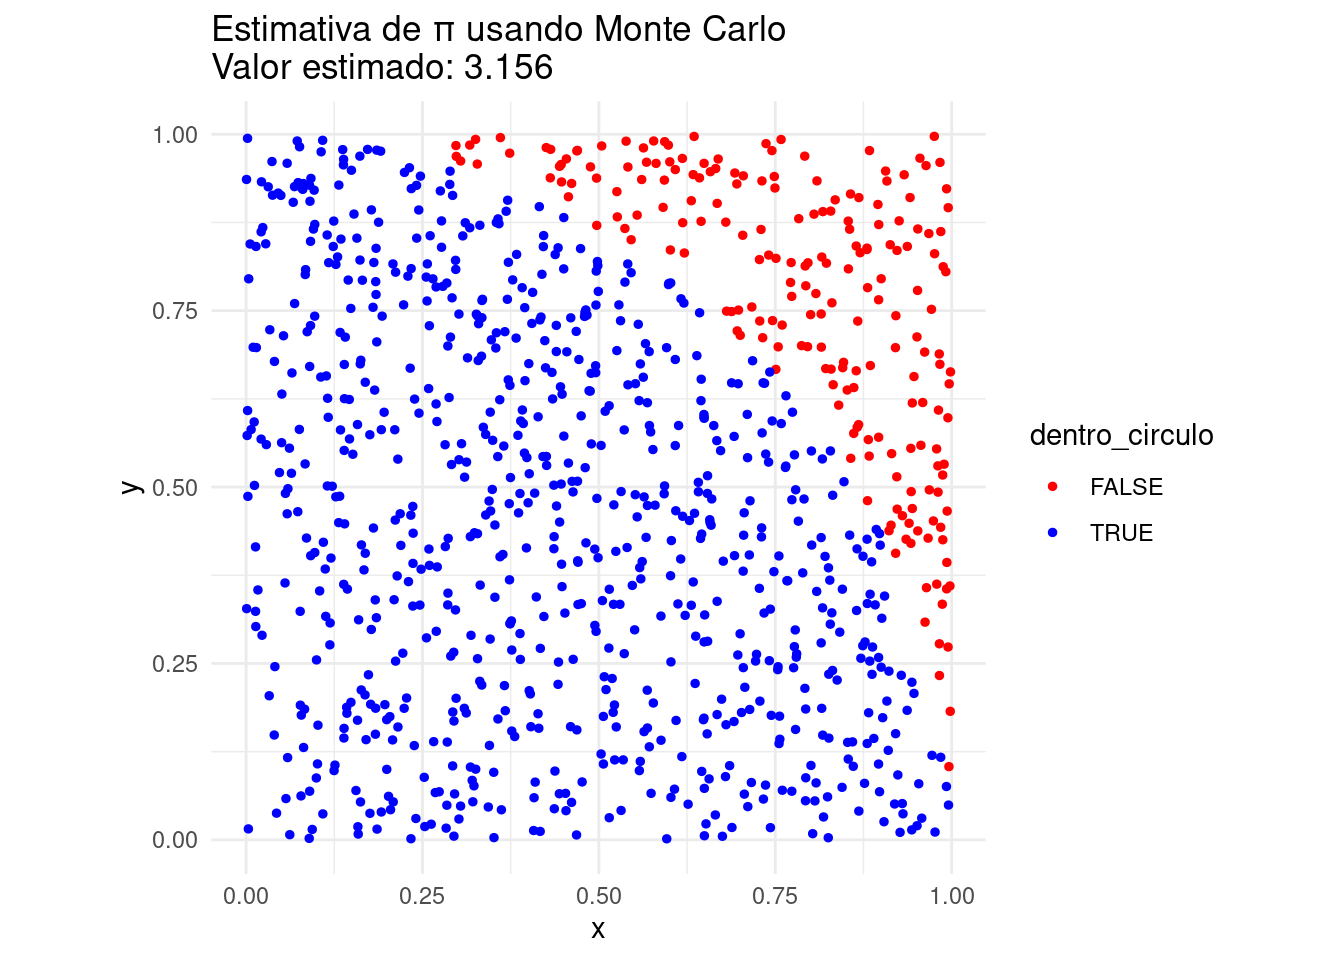 Estimativa de π usando Monte Carlo
Valor estimado: 3.156
1.00
0.75
0.50
0.25
0.00
y
0.00 0.25 0.50 0.75 1.00
x
dentro_circulo
FALSE
TRUE